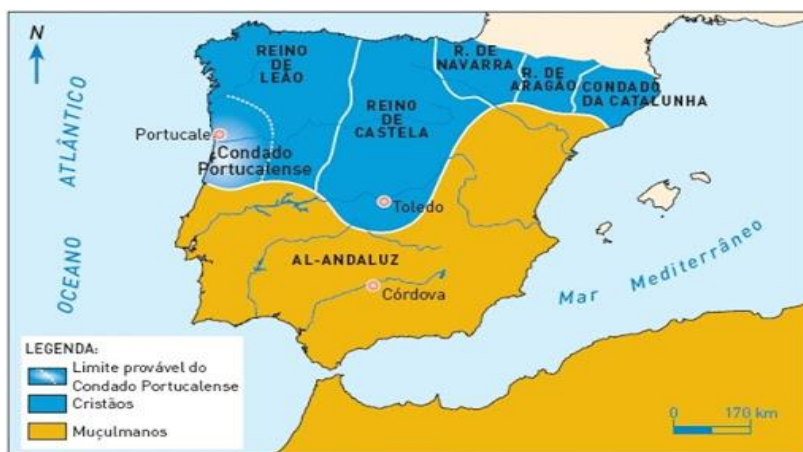 N
REINO
DE
LEÃO
R. DE
NAVARRA
R. DE
ARAGÃO
CONDADO
DA CATALUNHA
REINO
DE
CASTELA
Portucale
Condado
Portucalense
Toledo
AL-ANDALUZ
Córdova
OCEANO ATLÂNTICO
Mar Mediterrâneo
LEGENDA:
Limite provável do
Condado Portucalense
Cristãos
Muçulmanos
0 170 km